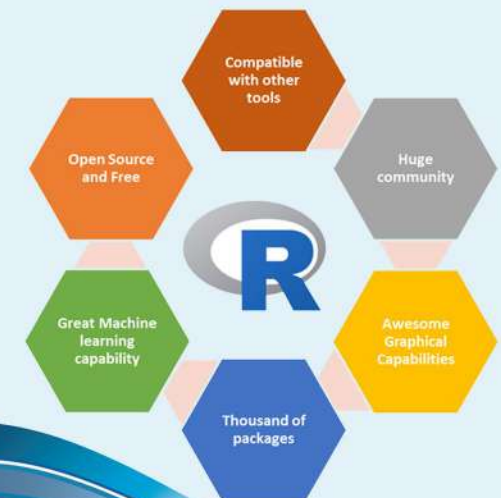 Compatible
with other
tools
Open Source
and Free
Huge
community
R
Great Machine
learning
capability
Awesome
Graphical
Capabilities
Thousand of
packages